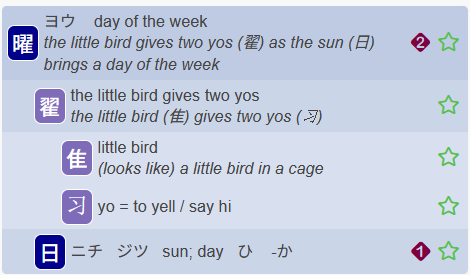 曜 ヨウ day of the week
the little bird gives two yos (翟) as the sun (日)
brings a day of the week
2
翟 the little bird gives two yos
the little bird (隹) gives two yos (习)
隹 little bird
(looks like) a little bird in a cage
习 yo = to yell / say hi
日 ニチ ジツ sun; day ひ -か
1